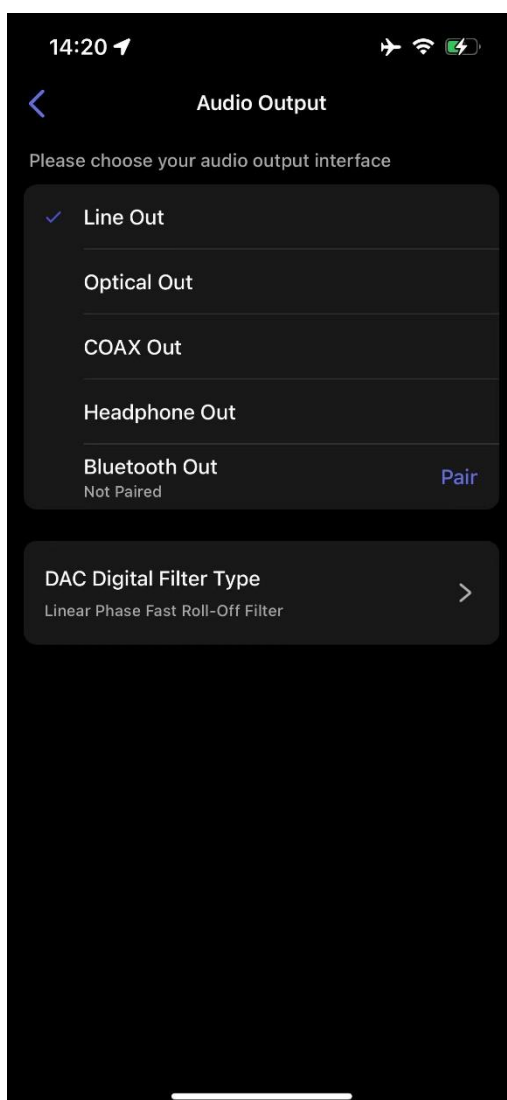 14:20
Audio Output
Please choose your audio output interface
Line Out
Optical Out
COAX Out
Headphone Out
Bluetooth Out
Not Paired
Pair
DAC Digital Filter Type
Linear Phase Fast Roll-Off Filter